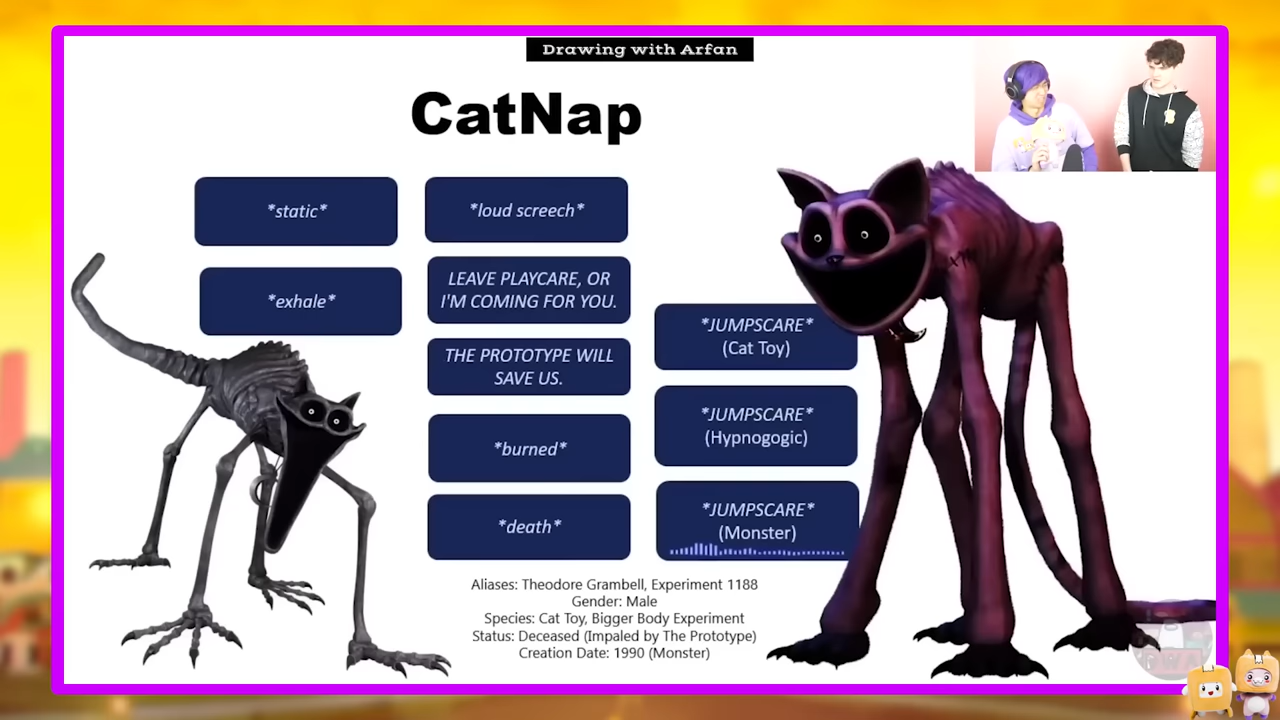 Drawing with Arfan
CatNap
*static*
*exhale*
*loud screech*
LEAVE PLAYCARE, OR
I'M COMING FOR YOU.
THE PROTOTYPE WILL
SAVE US.
*burned*
*death*
*JUMPSCARE*
(Cat Toy)
*JUMPSCARE*
(Hypnogogic)
*JUMPSCARE*
(Monster)
Aliases: Theodore Grambell, Experiment 1188
Gender: Male
Species: Cat Toy, Bigger Body Experiment
Status: Deceased (Impaled by The Prototype)
Creation Date: 1990 (Monster)